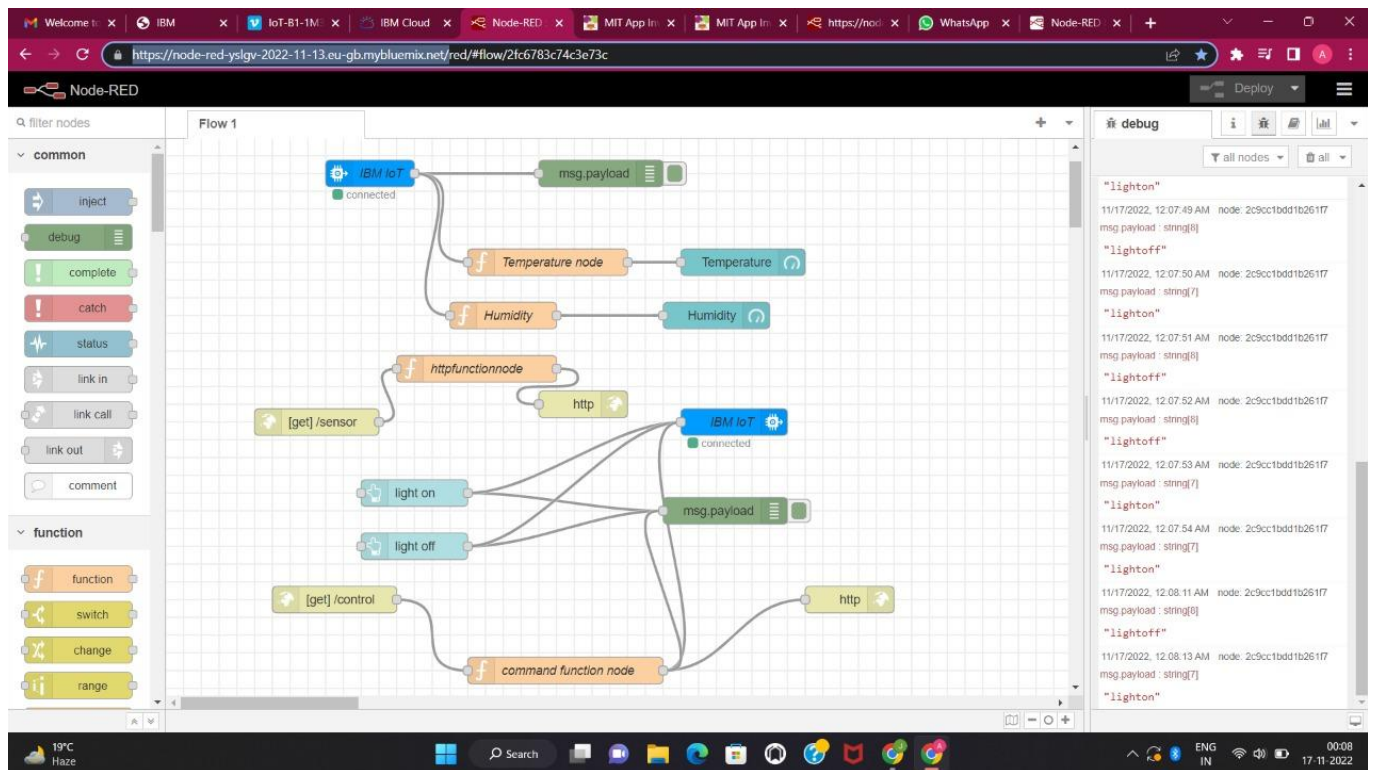 Welcome to
IBM
IoT-B1-1M3
IBM Cloud
Node-RED
MIT App In
MIT App In
https://nod
WhatsApp
Node-RED
https://node-red-yslgv-2022-11-13.eu-gb.mybluemix.net/red/#flow/2fc6783c74c3e73c
A
Node-RED
Deploy
filter nodes
Flow 1
debug
i
all nodes
all
common
inject
debug
complete
catch
status
link in
link call
link out
comment
function
function
switch
change
range
IBM IoT
connected
msg.payload
Temperature node
Temperature
Humidity
Humidity
httpfunctionnode
http
[get] /sensor
IBM IoT
connected
light on
msg.payload
light off
[get] /control
http
command function node
"lighton"
11/17/2022, 12:07:49 AM node: 2c9cc1bdd1b261f7
msg.payload : string[8]
"lightoff"
11/17/2022, 12:07:50 AM node: 2c9cc1bdd1b261f7
msg.payload : string[7]
"lighton"
11/17/2022, 12:07:51 AM node: 2c9cc1bdd1b261f7
msg.payload : string[8]
"lightoff"
11/17/2022, 12:07:52 AM node: 2c9cc1bdd1b261f7
msg.payload : string[8]
"lightoff"
11/17/2022, 12:07:53 AM node: 2c9cc1bdd1b261f7
msg.payload : string[7]
"lighton"
11/17/2022, 12:07:54 AM node: 2c9cc1bdd1b261f7
msg.payload : string[7]
"lighton"
11/17/2022, 12:08:11 AM node: 2c9cc1bdd1b261f7
msg.payload : string[8]
"lightoff"
11/17/2022, 12:08:13 AM node: 2c9cc1bdd1b261f7
msg.payload : string[7]
"lighton"
19°C
Haze
Search
ENG
IN
00:08
17-11-2022